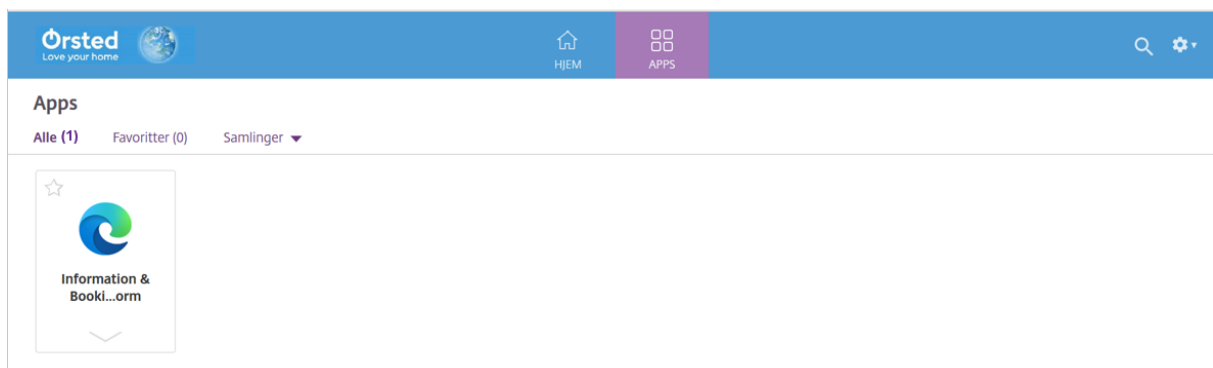 Ørsted
Love your home
HJEM
APPS
Apps
Alle (1)
Favoritter (0)
Samlinger
Information &
Booki...orm